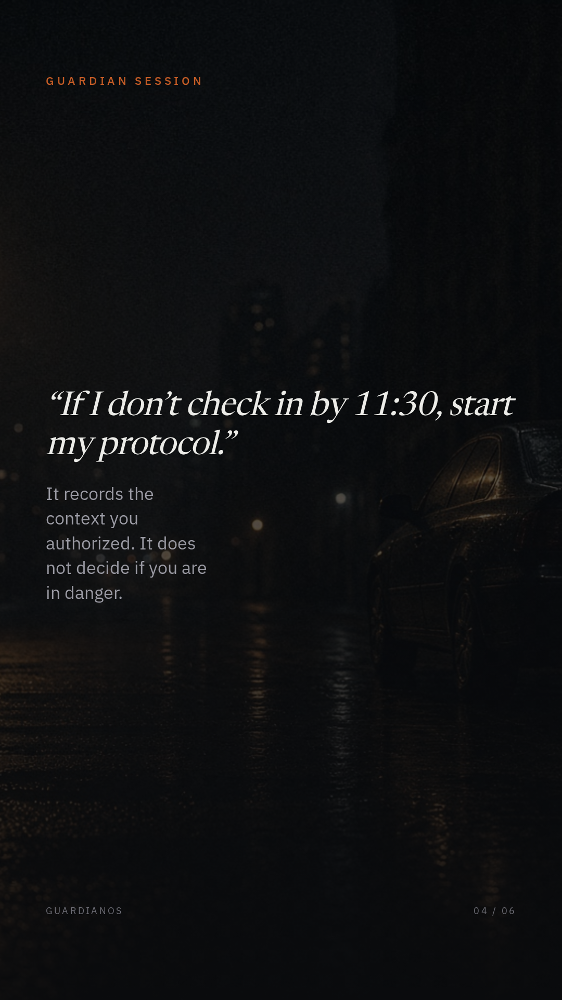 GUARDIAN SESSION
“If I don’t check in by 11:30, start
my protocol.”
It records the
context you
authorized. It does
not decide if you are
in danger.
GUARDIANOS
04 / 06